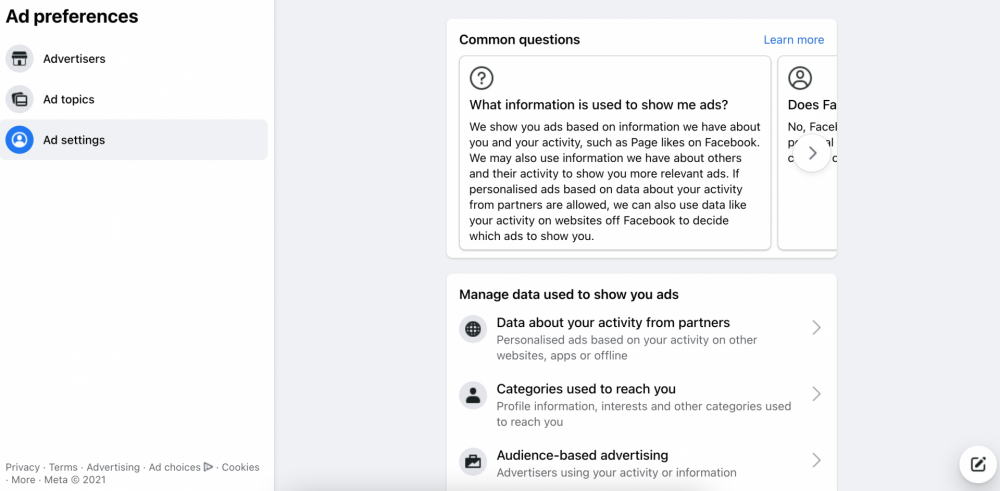 Ad preferences
Advertisers
Ad topics
Ad settings
Privacy · Terms · Advertising · Ad choices · Cookies
· More · Meta © 2021
Common questions
Learn more
What information is used to show me ads?
We show you ads based on information we have about
you and your activity, such as Page likes on Facebook.
We may also use information we have about others
and their activity to show you more relevant ads. If
personalised ads based on data about your activity
from partners are allowed, we can also use data like
your activity on websites off Facebook to decide
which ads to show you.
Does Fa
No, Facel
Manage data used to show you ads
Data about your activity from partners
Personalised ads based on your activity on other
websites, apps or offline
Categories used to reach you
Profile information, interests and other categories used
to reach you
Audience-based advertising
Advertisers using your activity or information